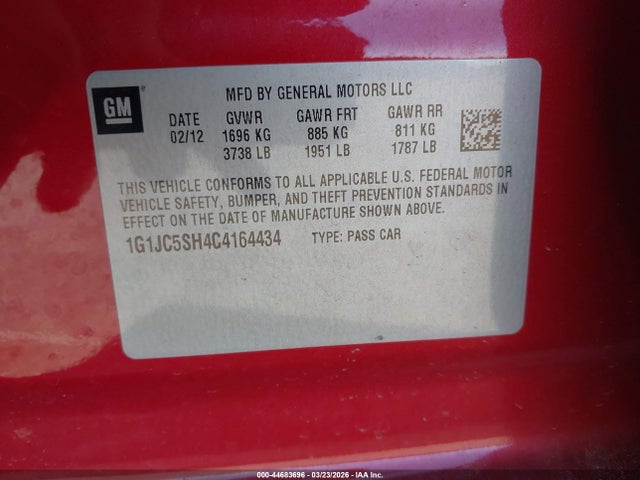 GM
MFD BY GENERAL MOTORS LLC
DATE GVWR GAWR FRT GAWR RR
02/12 1696 KG 885 KG 811 KG
3738 LB 1951 LB 1787 LB
THIS VEHICLE CONFORMS TO ALL APPLICABLE U.S. FEDERAL MOTOR
VEHICLE SAFETY, BUMPER, AND THEFT PREVENTION STANDARDS IN
EFFECT ON THE DATE OF MANUFACTURE SHOWN ABOVE.
1G1JC5SH4C4164434 TYPE: PASS CAR
000-44683696 - 03/23/2026 - IAA Inc.